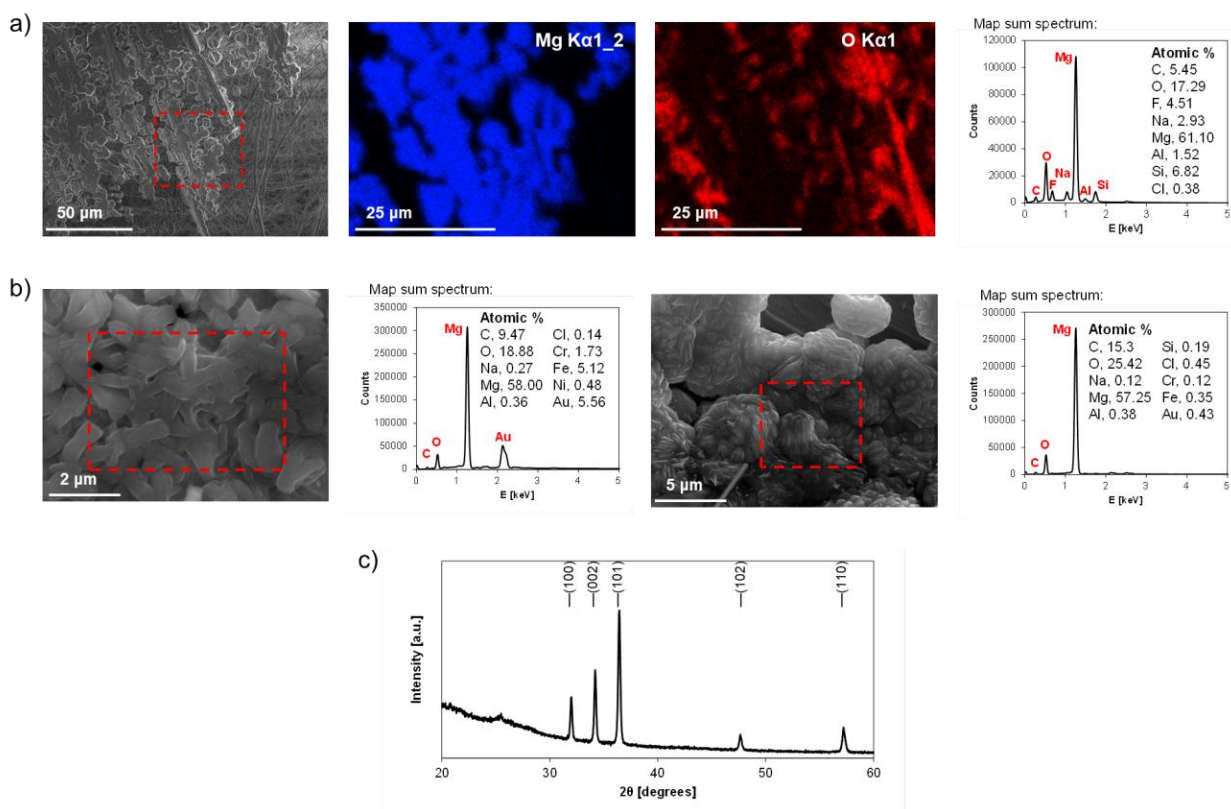 a)
50 µm
Mg Kα1_2
25 µm
O Kα1
25 µm
Map sum spectrum:
120000
100000
80000
60000
40000
20000
0
Counts
Mg
O
C
F
Na
Al
Si
Atomic %
C, 5.45
O, 17.29
F, 4.51
Na, 2.93
Mg, 61.10
Al, 1.52
Si, 6.82
Cl, 0.38
0 1 2 3 4 5
E [keV]
b)
2 µm
Map sum spectrum:
350000
300000
250000
200000
150000
100000
50000
0
Counts
Mg
C
O
Au
Atomic %
C, 9.47 Cl, 0.14
O, 18.88 Cr, 1.73
Na, 0.27 Fe, 5.12
Mg, 58.00 Ni, 0.48
Al, 0.36 Au, 5.56
0 1 2 3 4 5
E [keV]
5 µm
Map sum spectrum:
300000
250000
200000
150000
100000
50000
0
Counts
Mg
C
O
Atomic %
C, 15.3 Si, 0.19
O, 25.42 Cl, 0.45
Na, 0.12 Cr, 0.12
Mg, 57.25 Fe, 0.35
Al, 0.38 Au, 0.43
0 1 2 3 4 5
E [keV]
c)
(100)
(002)
(101)
(102)
(110)
Intensity [a.u.]
20 30 40 50 60
2θ [degrees]